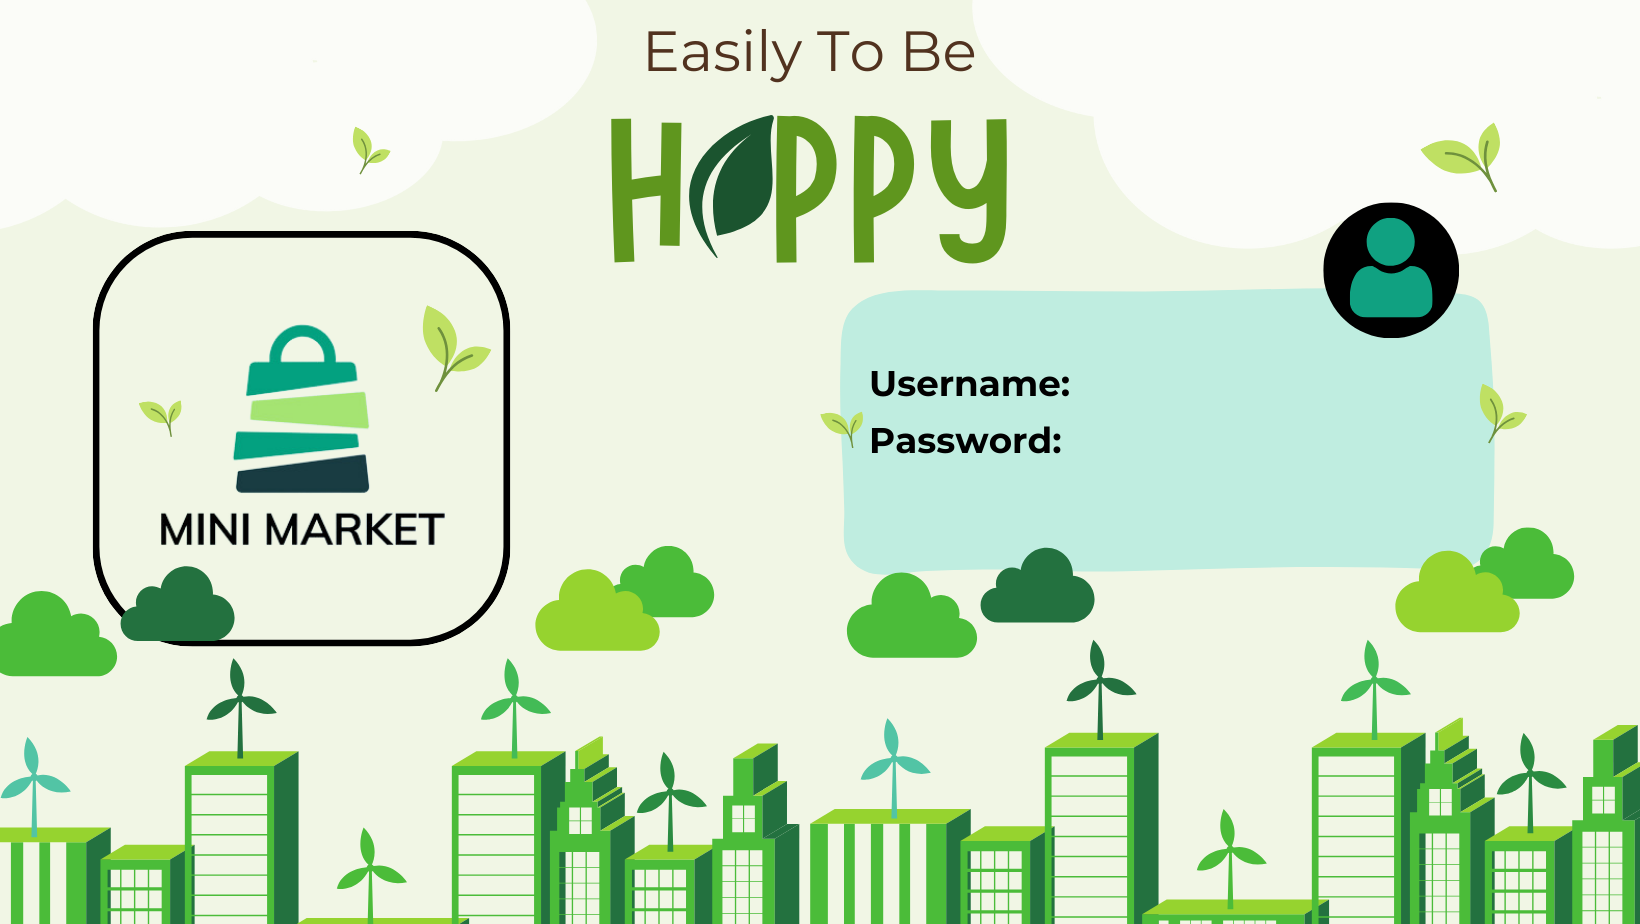 Easily To Be
HAPPY
MINI MARKET
Username:
Password: